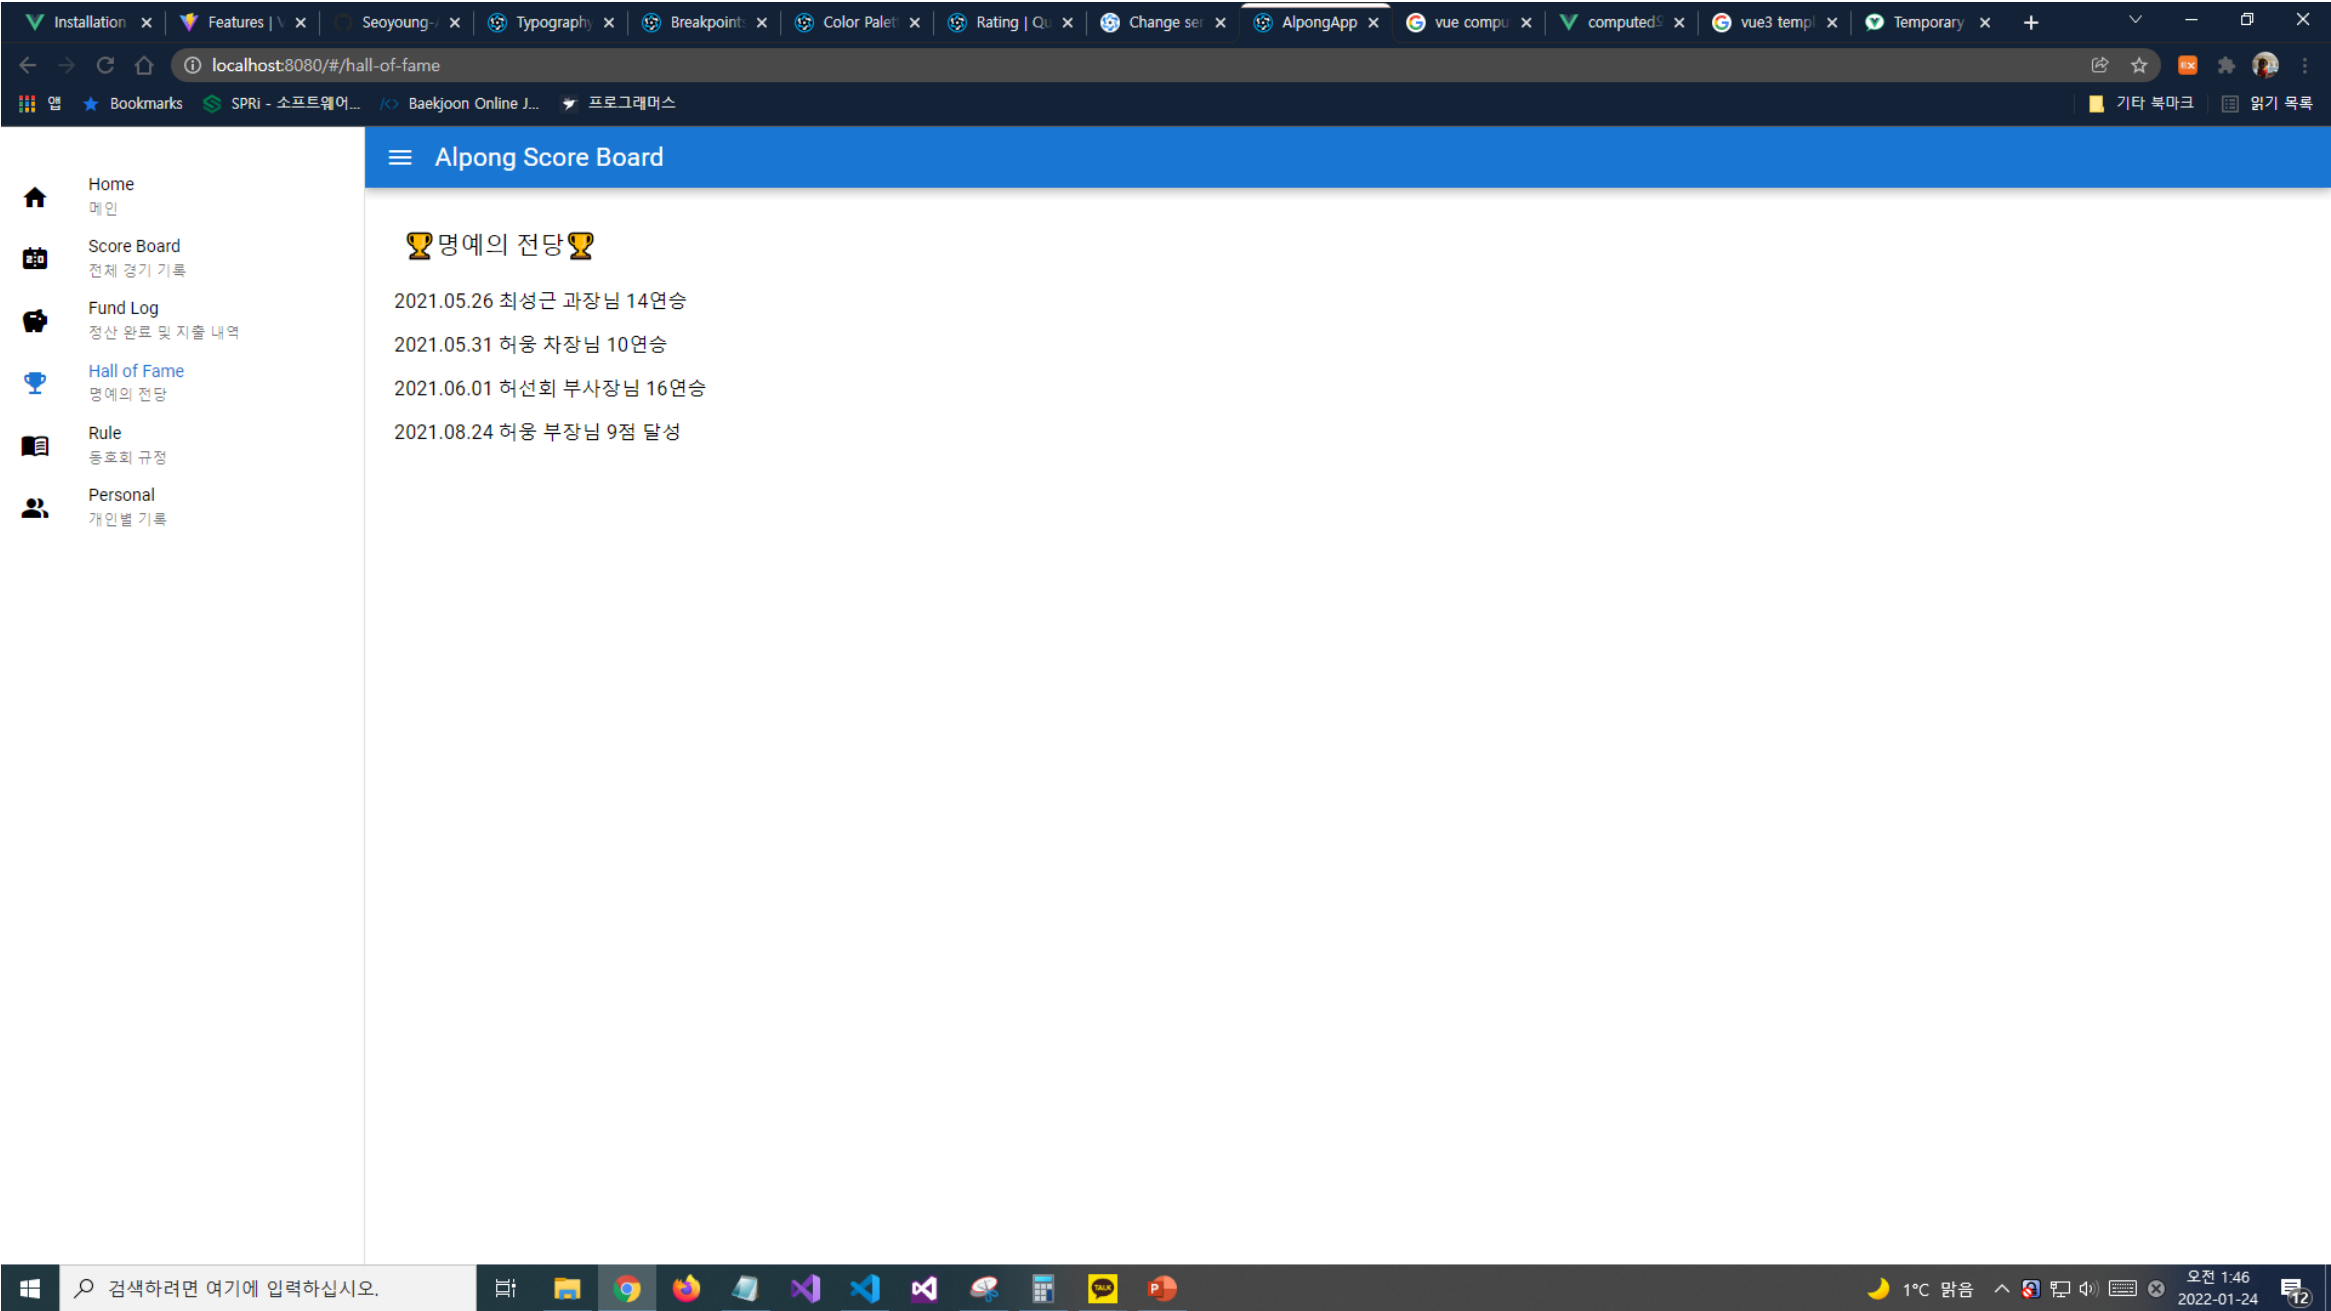 Installation
Features | V
Seoyoung-A
Typography
Breakpoints
Color Palett
Rating | Qu
Change ser
AlpongApp
vue compu
computed
vue3 templ
Temporary
localhost:8080/#/hall-of-fame
앱
Bookmarks
SPRi - 소프트웨어...
Baekjoon Online J...
프로그래머스
기타 북마크
읽기 목록
Alpong Score Board
Home
메인
Score Board
전체 경기 기록
Fund Log
정산 완료 및 지출 내역
Hall of Fame
명예의 전당
Rule
동호회 규정
Personal
개인별 기록
🏆명예의 전당🏆
2021.05.26 최성근 과장님 14연승
2021.05.31 허웅 차장님 10연승
2021.06.01 허선회 부사장님 16연승
2021.08.24 허웅 부장님 9점 달성
검색하려면 여기에 입력하십시오.
TALK
1°C 맑음
오전 1:46
2022-01-24
12